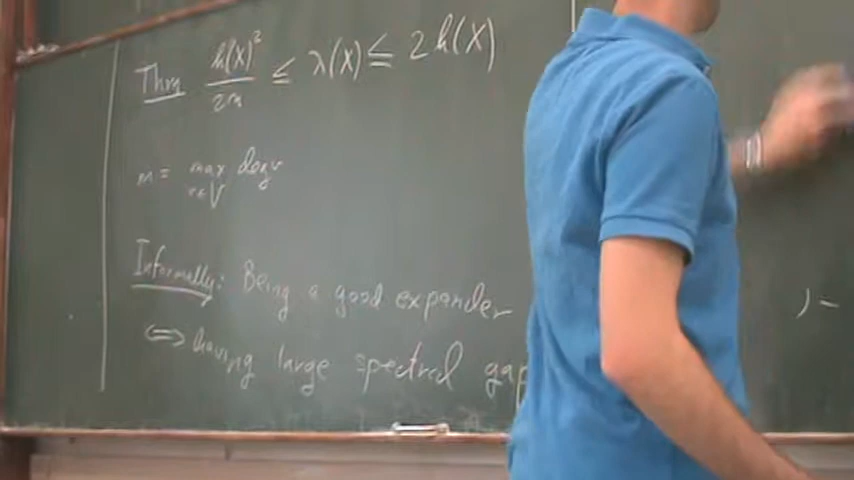 Thm h(X)²/2m ≤ λ(X) ≤ 2h(X)
m = max v∈V deg v
Informally: Being a good expander
⟺ having large spectral gap
) =